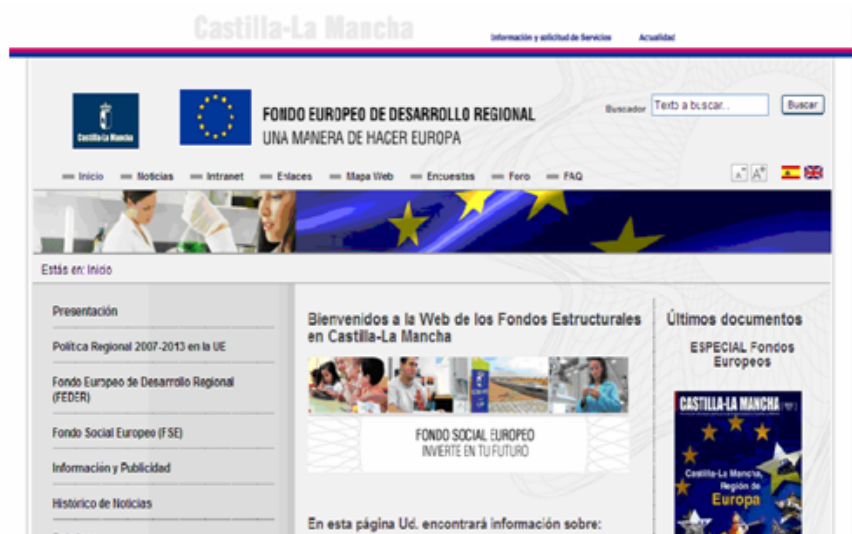 Castilla-La Mancha
Información y solicitud de Servicios
Actualidad
Castilla-La Mancha
FONDO EUROPEO DE DESARROLLO REGIONAL
UNA MANERA DE HACER EUROPA
Buscador
Texto a buscar..
Buscar
Inicio
Noticias
Intranet
Enlaces
Mapa Web
Encuestas
Foro
FAQ
A-
A+
Estás en: Inicio
Presentación
Política Regional 2007-2013 en la UE
Fondo Europeo de Desarrollo Regional
(FEDER)
Fondo Social Europeo (FSE)
Información y Publicidad
Histórico de Noticias
Bienvenidos a la Web de los Fondos Estructurales
en Castilla-La Mancha
FONDO SOCIAL EUROPEO
INVIERTE EN TU FUTURO
En esta página Ud. encontrará información sobre:
Últimos documentos
ESPECIAL Fondos
Europeos
CASTILLA-LA MANCHA
Castilla-La Mancha,
Región de
Europa